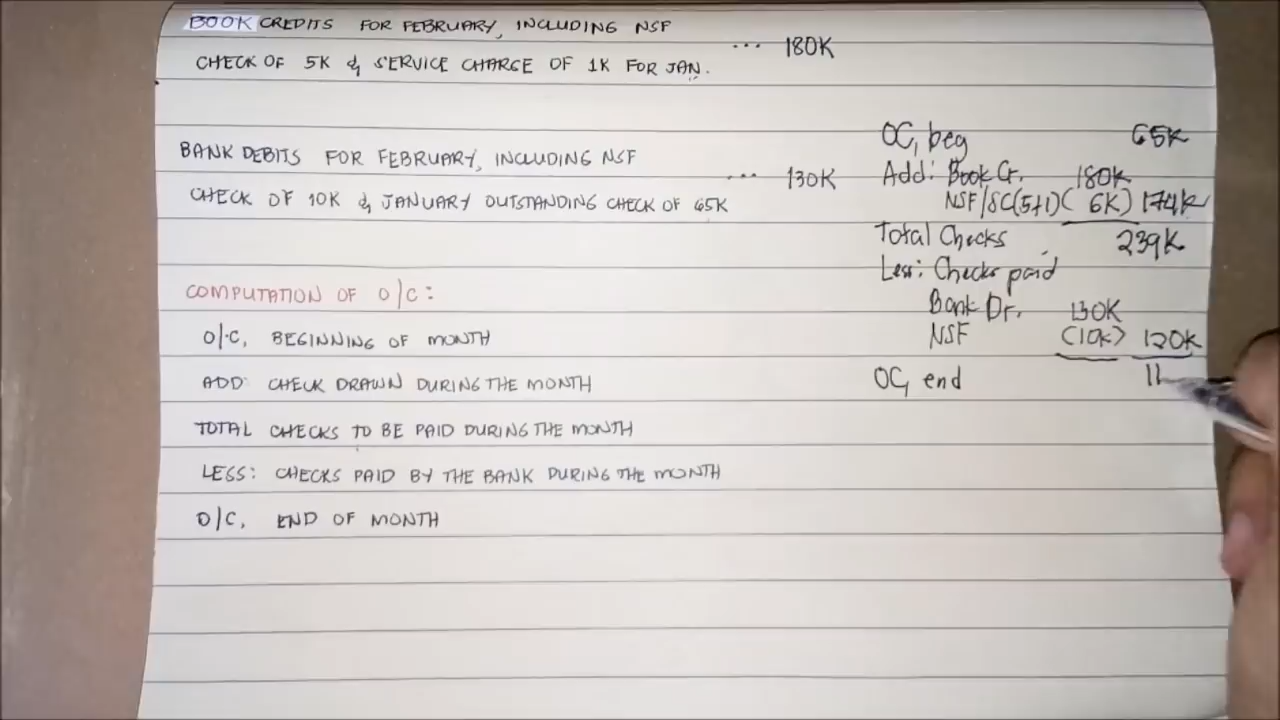 BOOK CREDITS FOR FEBRUARY, INCLUDING NSF
CHECK OF 5K & SERVICE CHARGE OF 1K FOR JAN. ... 180K
BANK DEBITS FOR FEBRUARY, INCLUDING NSF
CHECK OF 10K & JANUARY OUTSTANDING CHECK OF 65K ... 130K
COMPUTATION OF O/C:
O/C, BEGINNING OF MONTH
ADD: CHECK DRAWN DURING THE MONTH
TOTAL CHECKS TO BE PAID DURING THE MONTH
LESS: CHECKS PAID BY THE BANK DURING THE MONTH
O/C, END OF MONTH
OC, beg 65K
Add: Book Cr. 180K
NSF/SC(5+1) (6K) 174K
Total Checks 239K
Less: Checks paid
Bank Dr. 130K
NSF (10K) 120K
OC, end 11